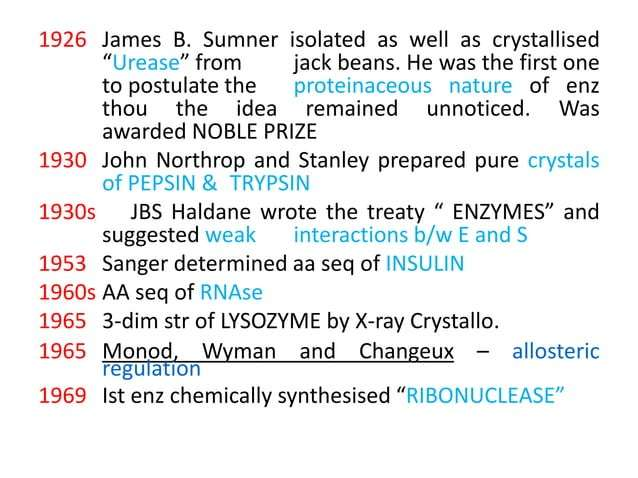 1926 James B. Sumner isolated as well as crystallised
“Urease” from jack beans. He was the first one
to postulate the proteinaceous nature of enz
thou the idea remained unnoticed. Was
awarded NOBLE PRIZE
1930 John Northrop and Stanley prepared pure crystals
of PEPSIN & TRYPSIN
1930s JBS Haldane wrote the treaty “ ENZYMES” and
suggested weak interactions b/w E and S
1953 Sanger determined aa seq of INSULIN
1960s AA seq of RNAse
1965 3-dim str of LYSOZYME by X-ray Crystallo.
1965 Monod, Wyman and Changeux – allosteric
regulation
1969 Ist enz chemically synthesised “RIBONUCLEASE”